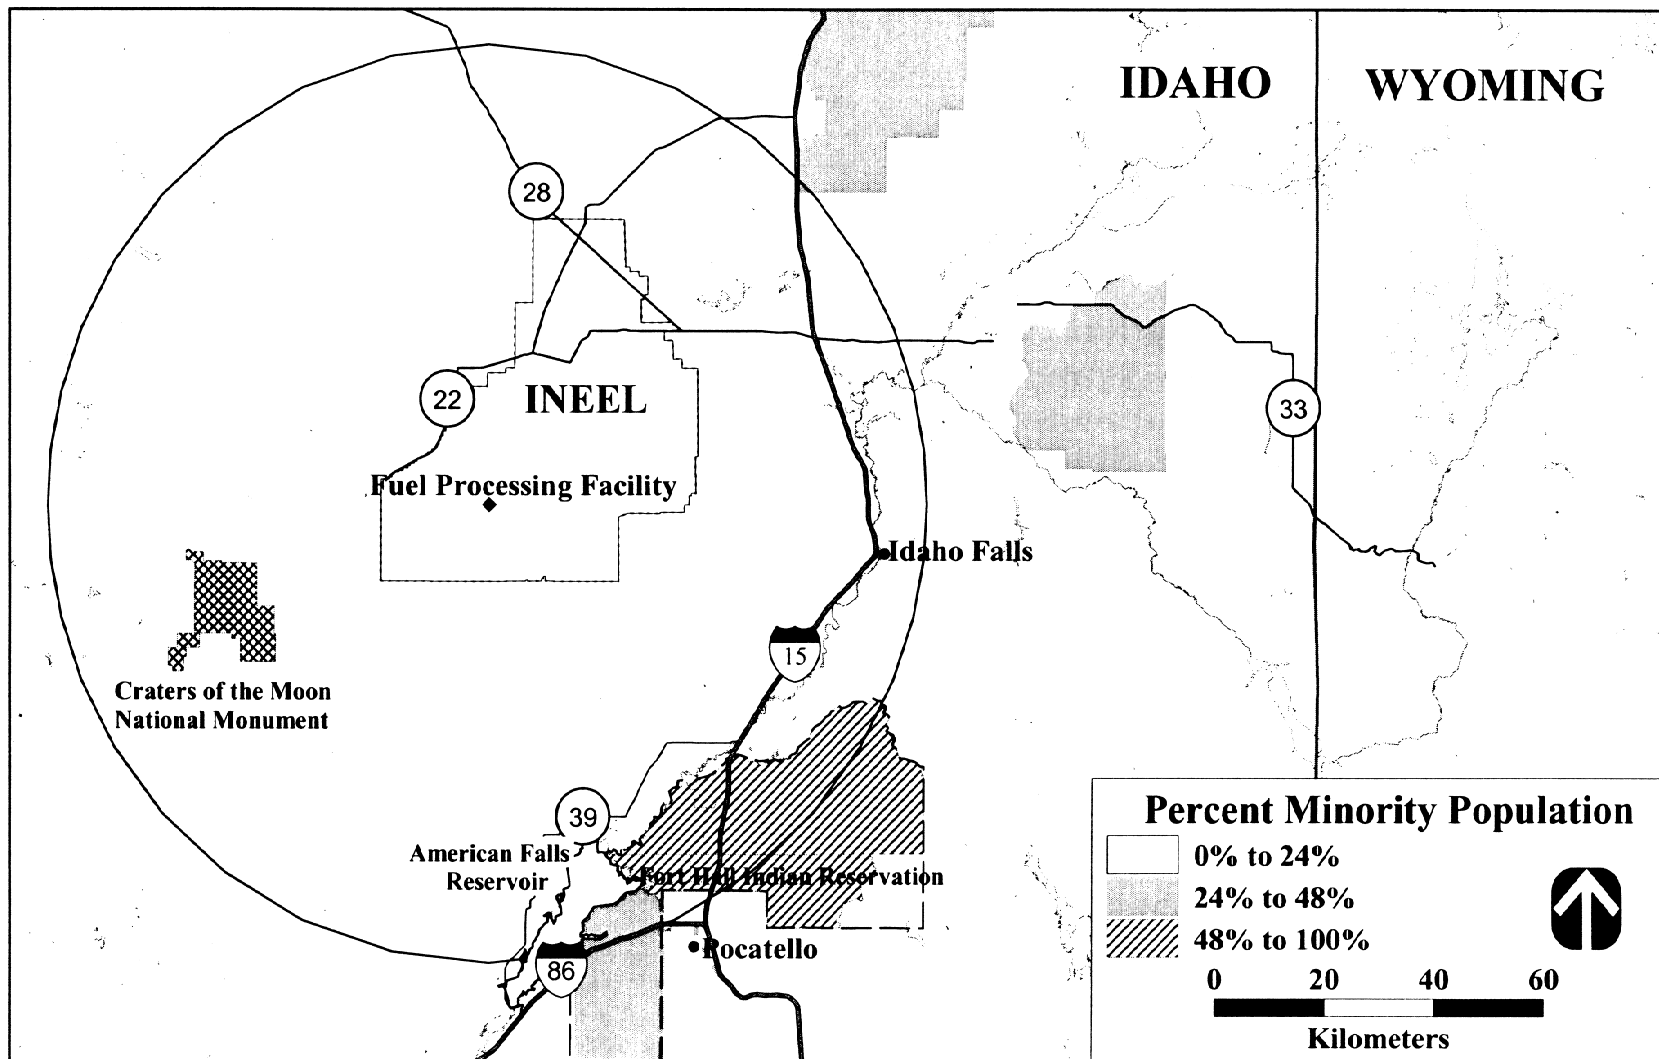 IDAHO
WYOMING
28
22
INEEL
33
Fuel Processing Facility
Idaho Falls
15
Craters of the Moon
National Monument
39
American Falls
Reservoir
Fort Hall Indian Reservation
Pocatello
86
Percent Minority Population
0% to 24%
24% to 48%
48% to 100%
0 20 40 60
Kilometers